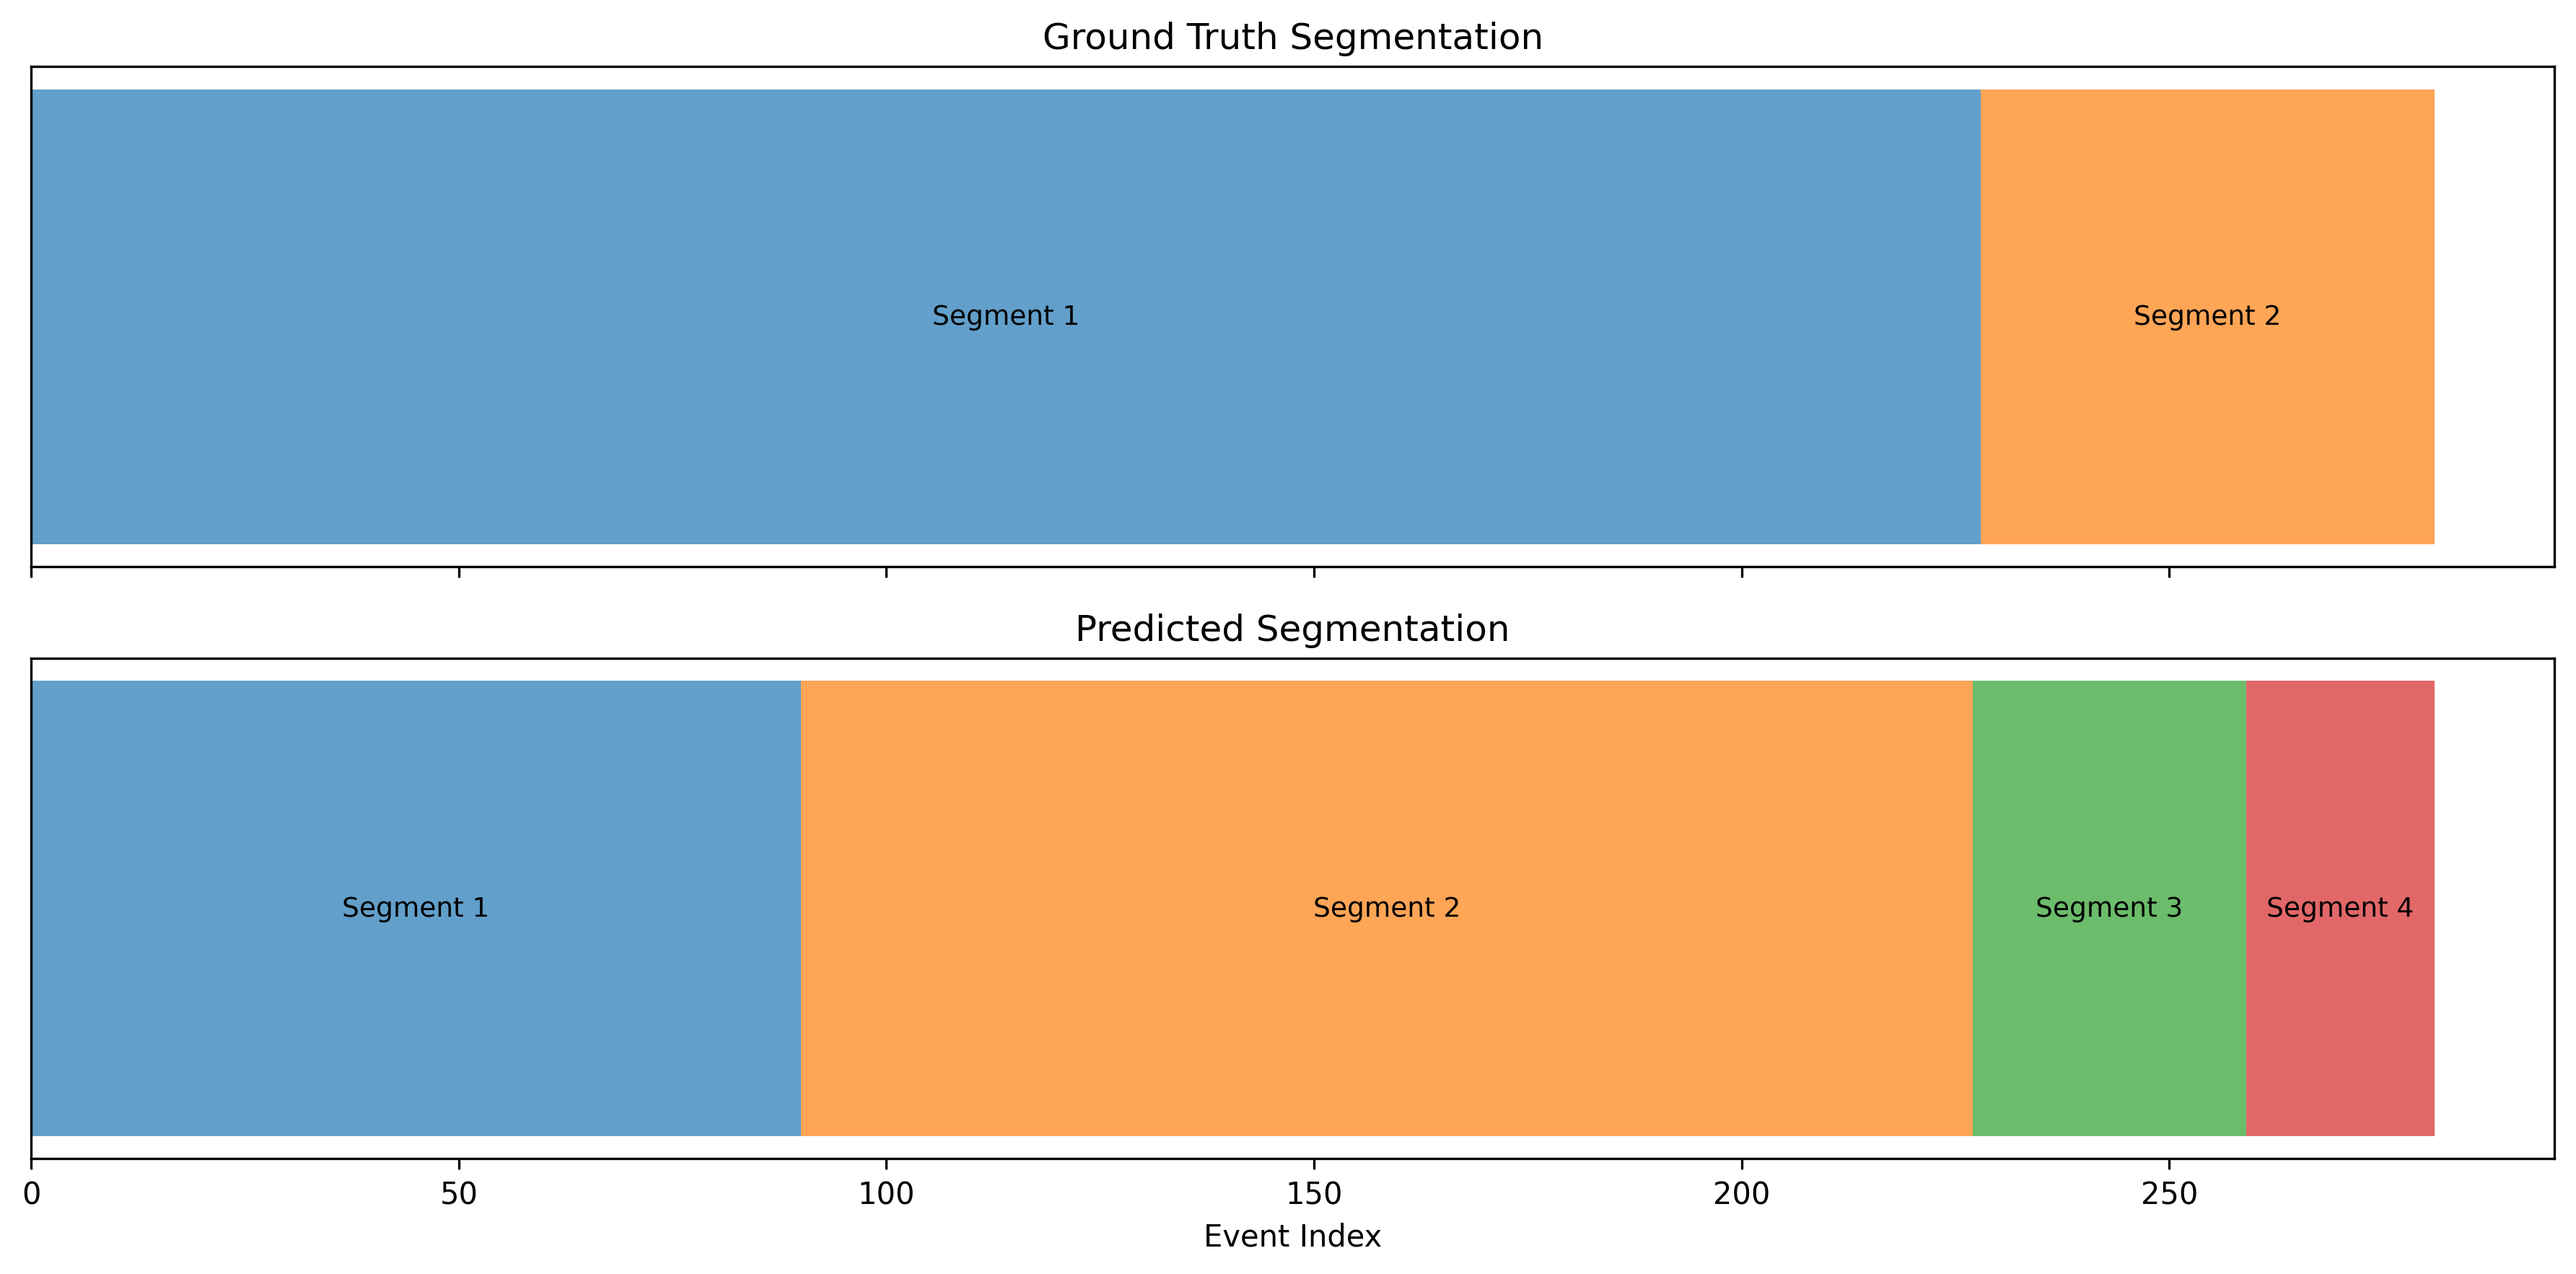 Ground Truth Segmentation
Segment 1
Segment 2
Predicted Segmentation
Segment 1
Segment 2
Segment 3
Segment 4
0
50
100
150
200
250
Event Index